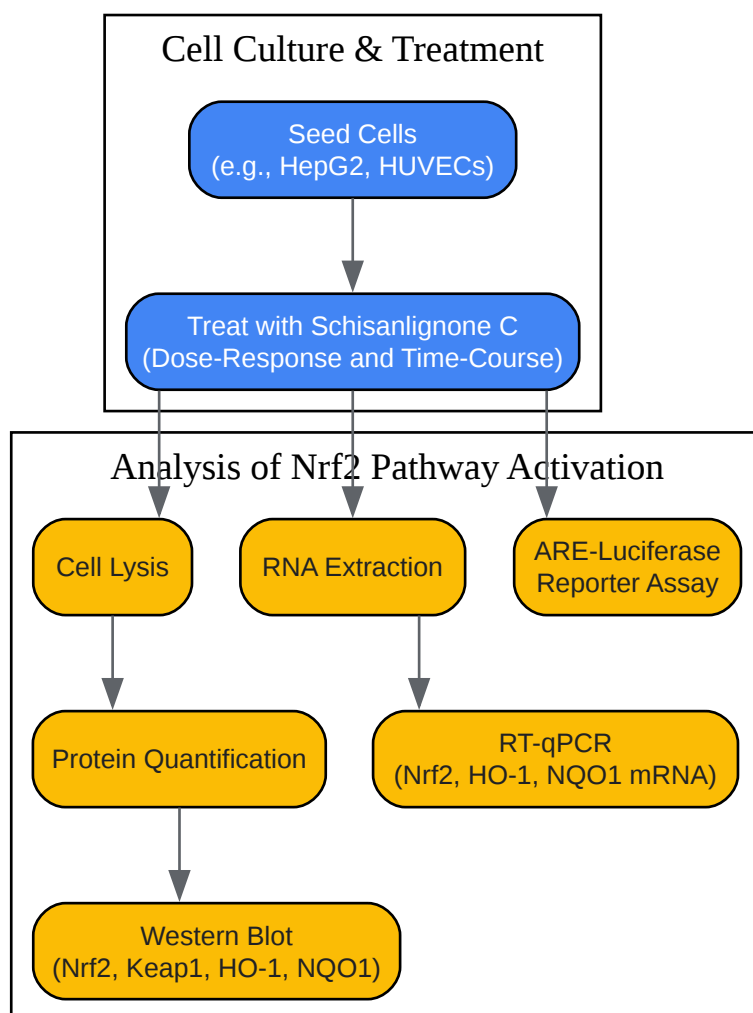 Cell Culture & Treatment
Seed Cells
(e.g., HepG2, HUVECs)
Treat with Schisanlignone C
(Dose-Response and Time-Course)
Analysis of Nrf2 Pathway Activation
Cell Lysis
RNA Extraction
ARE-Luciferase
Reporter Assay
Protein Quantification
RT-qPCR
(Nrf2, HO-1, NQO1 mRNA)
Western Blot
(Nrf2, Keap1, HO-1, NQO1)